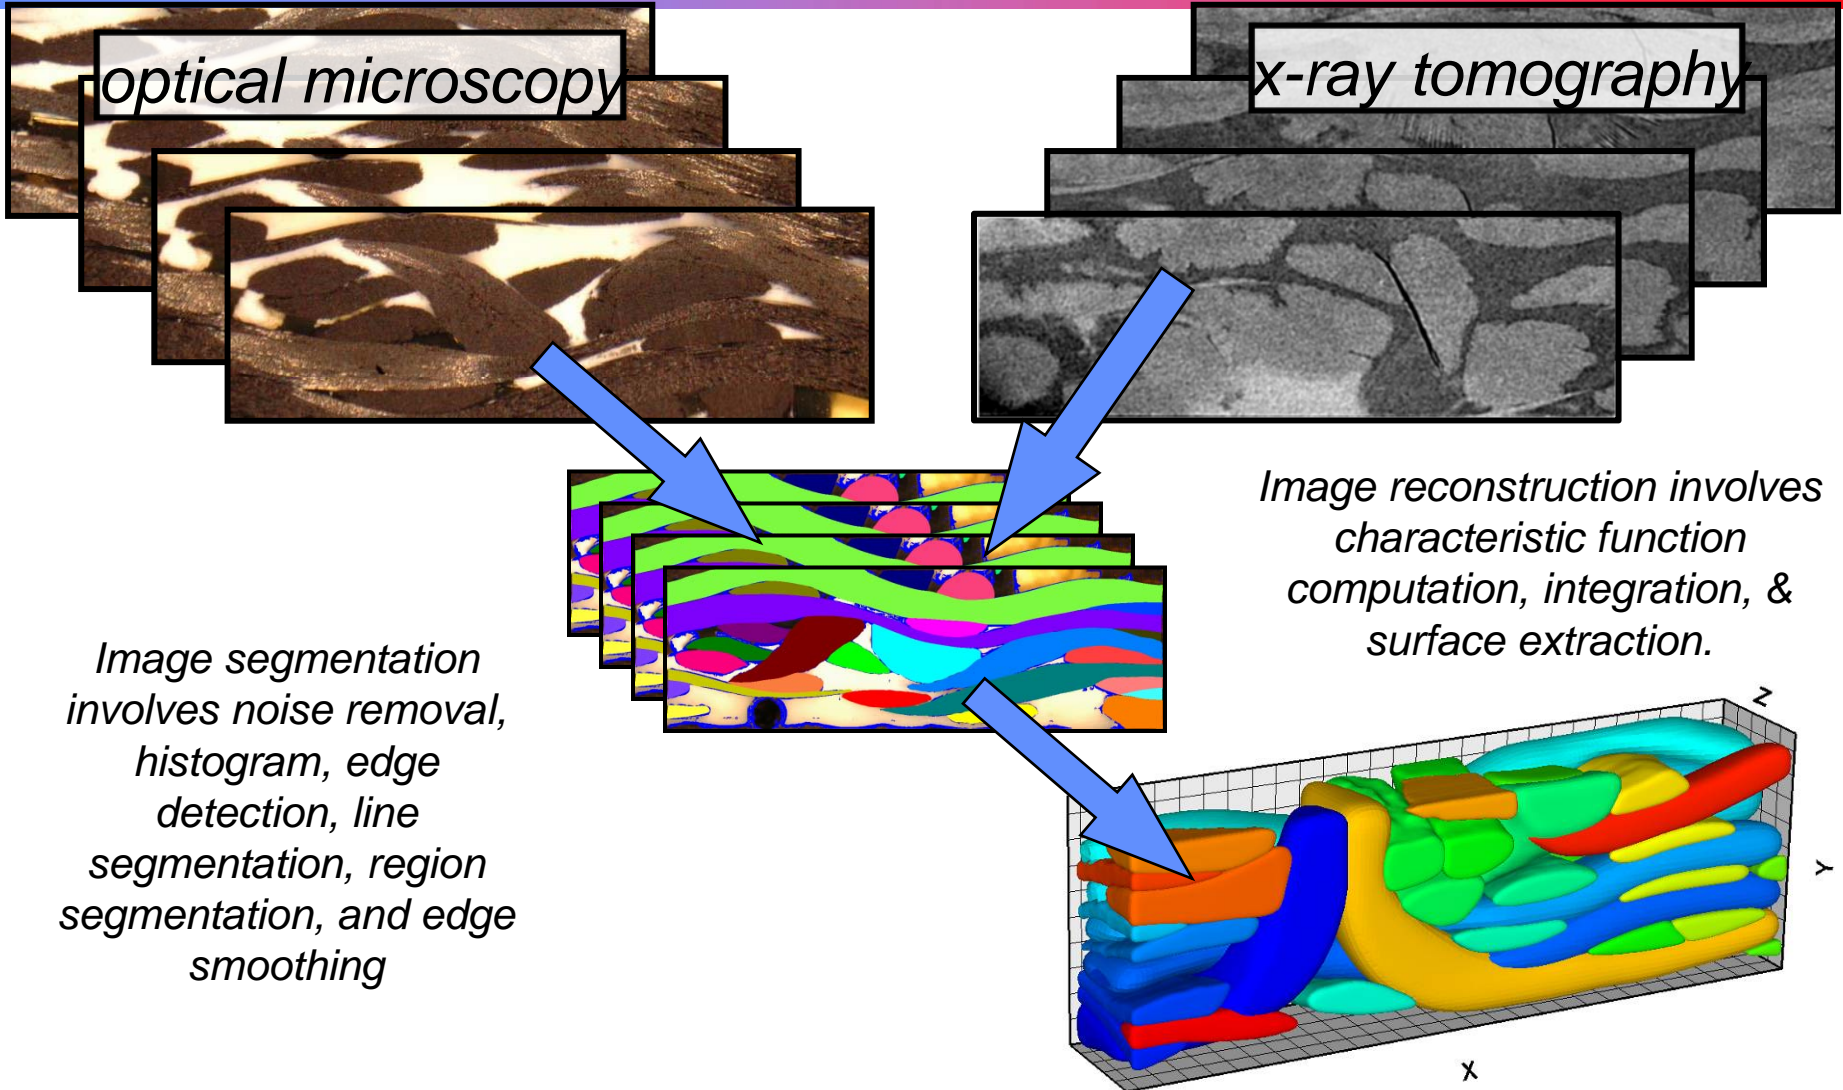 optical microscopy
x-ray tomography
Image reconstruction involves
characteristic function
computation, integration, &
surface extraction.
Image segmentation
involves noise removal,
histogram, edge
detection, line
segmentation, region
segmentation, and edge
smoothing
Z
Y
X